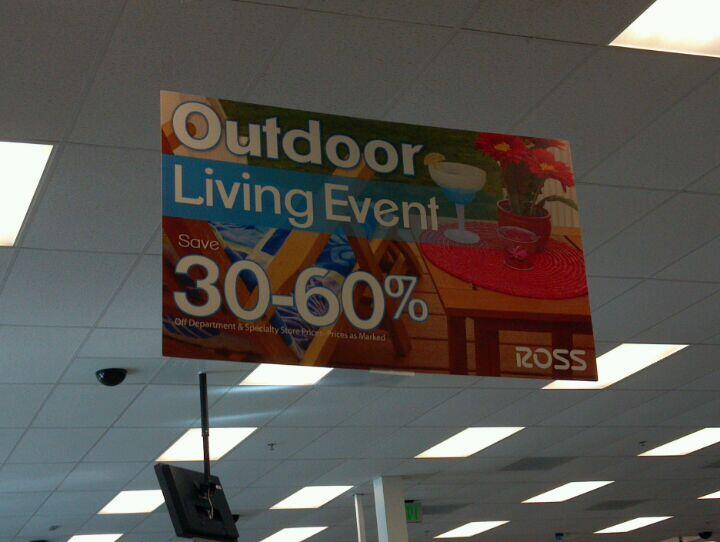 Outdoor
Living Event
Save
30-60%
Off Department & Specialty Store Prices - Prices as Marked
ROSS